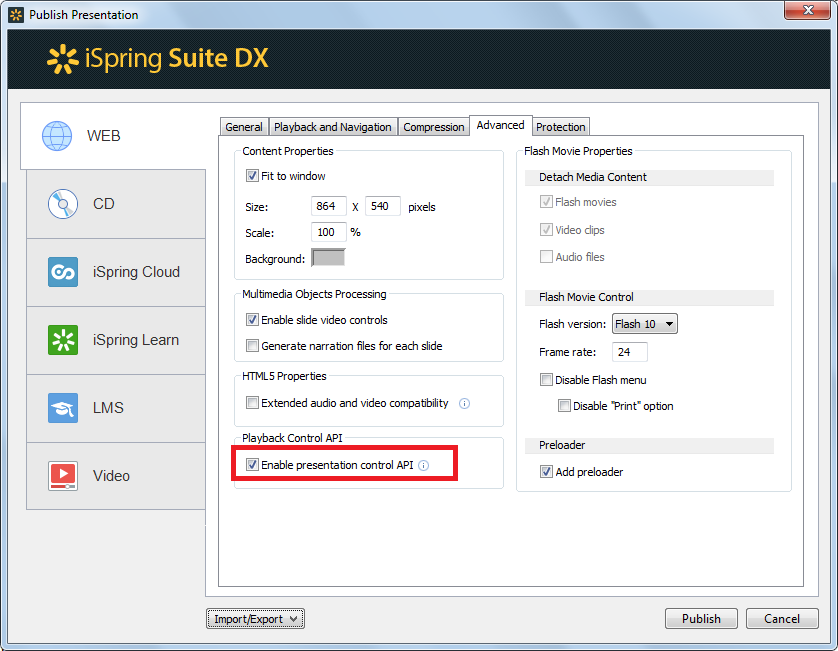 Publish Presentation
iSpring Suite DX
WEB
CD
iSpring Cloud
iSpring Learn
LMS
Video
General Playback and Navigation Compression Advanced Protection
Content Properties
Fit to window
Size: 864 X 540 pixels
Scale: 100 %
Background:
Multimedia Objects Processing
Enable slide video controls
Generate narration files for each slide
HTML5 Properties
Extended audio and video compatibility
Playback Control API
Enable presentation control API
Flash Movie Properties
Detach Media Content
Flash movies
Video clips
Audio files
Flash Movie Control
Flash version: Flash 10
Frame rate: 24
Disable Flash menu
Disable "Print" option
Preloader
Add preloader
Import/Export
Publish
Cancel